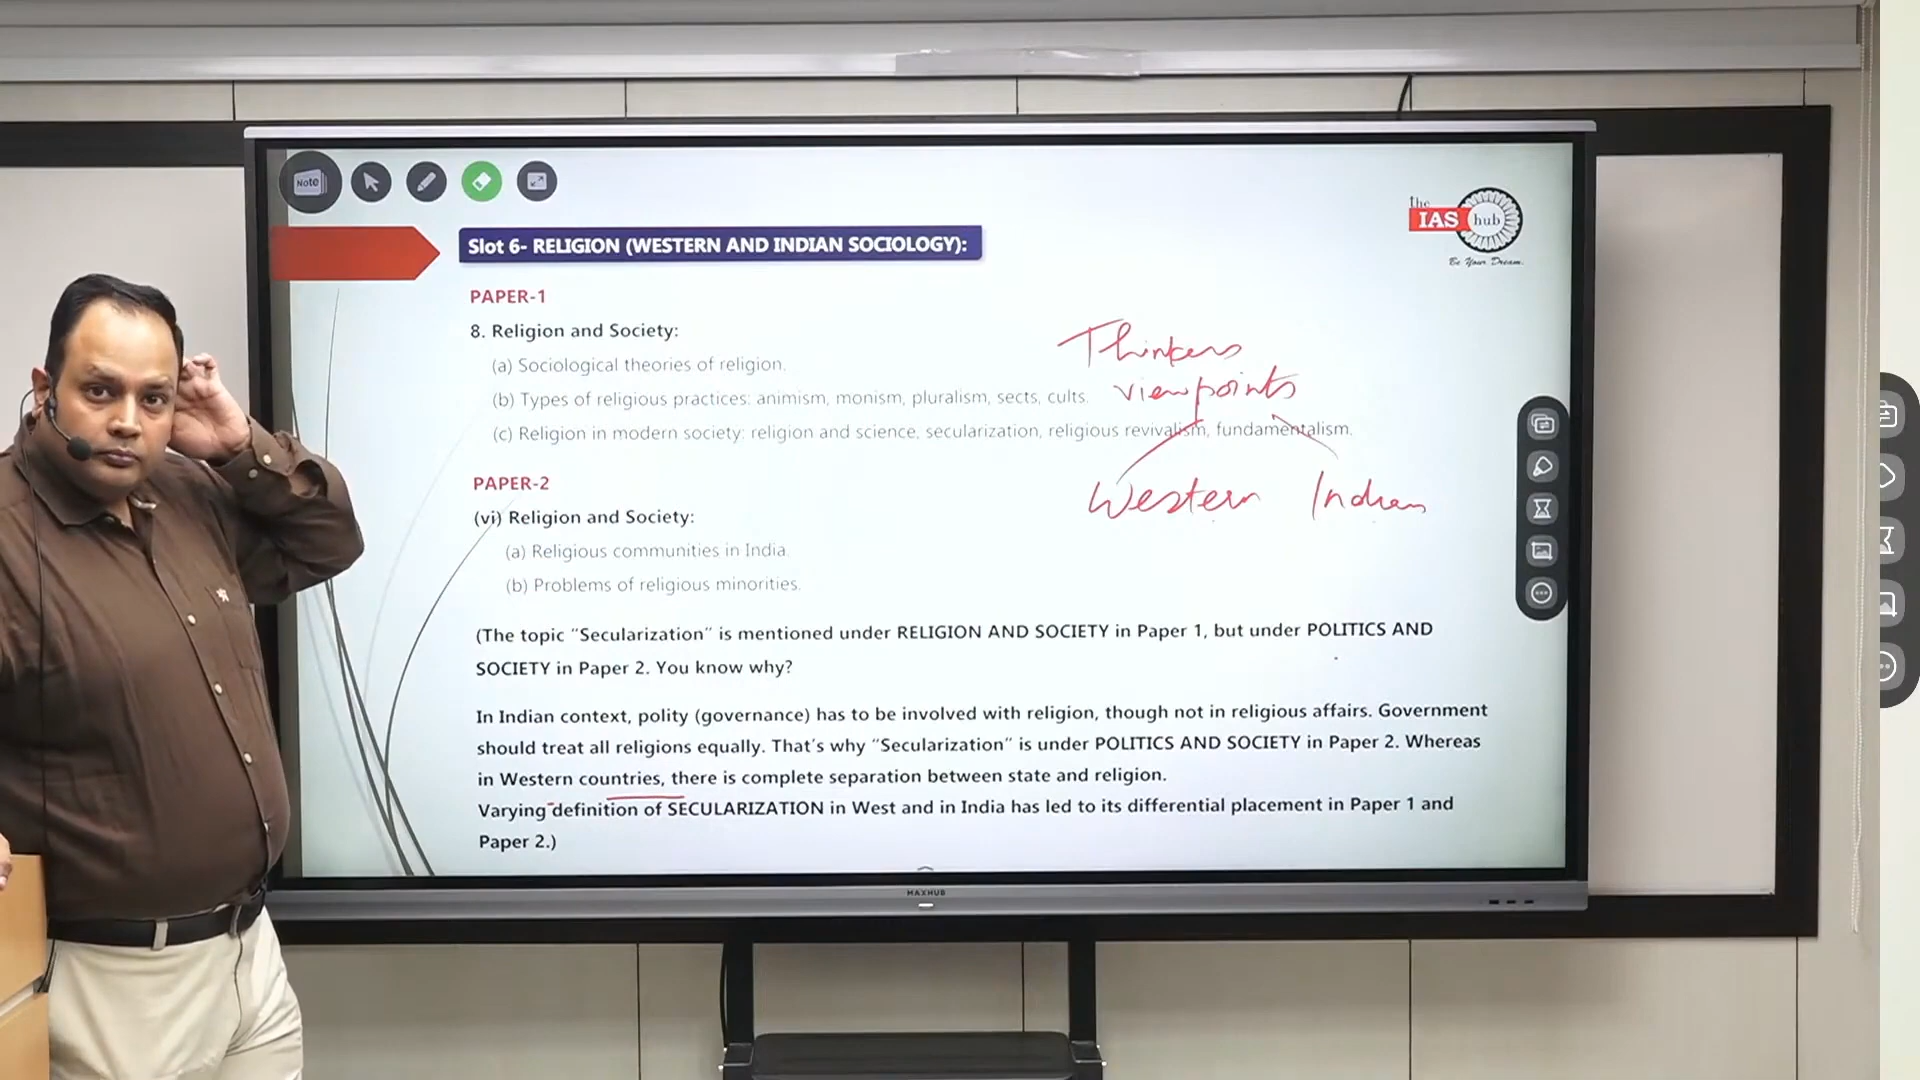 Note
the
IAS hub
Be Your Dream.
Slot 6- RELIGION (WESTERN AND INDIAN SOCIOLOGY):
PAPER-1
8. Religion and Society:
(a) Sociological theories of religion.
(b) Types of religious practices: animism, monism, pluralism, sects, cults.
(c) Religion in modern society: religion and science, secularization, religious revivalism, fundamentalism.
Thinkers
viewpoints
Western Indian
PAPER-2
(vi) Religion and Society:
(a) Religious communities in India.
(b) Problems of religious minorities.
(The topic "Secularization" is mentioned under RELIGION AND SOCIETY in Paper 1, but under POLITICS AND
SOCIETY in Paper 2. You know why?
In Indian context, polity (governance) has to be involved with religion, though not in religious affairs. Government
should treat all religions equally. That's why "Secularization" is under POLITICS AND SOCIETY in Paper 2. Whereas
in Western countries, there is complete separation between state and religion.
Varying definition of SECULARIZATION in West and in India has led to its differential placement in Paper 1 and
Paper 2.)
MAXHUB